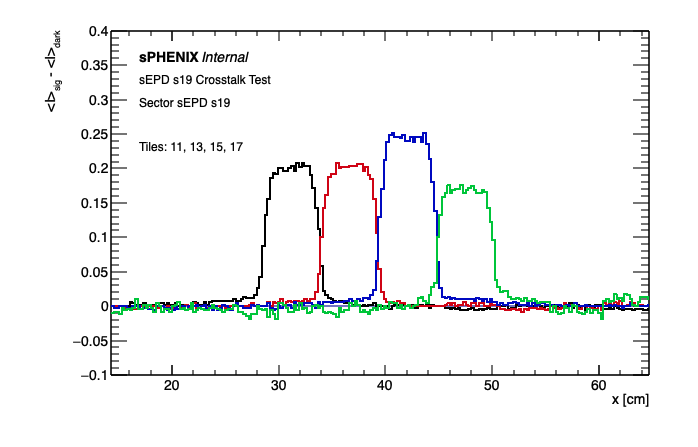 <I>sig - <I>dark
0.4
0.35
0.3
0.25
0.2
0.15
0.1
0.05
0
−0.05
−0.1
sPHENIX Internal
sEPD s19 Crosstalk Test
Sector sEPD s19
Tiles: 11, 13, 15, 17
20 30 40 50 60
x [cm]